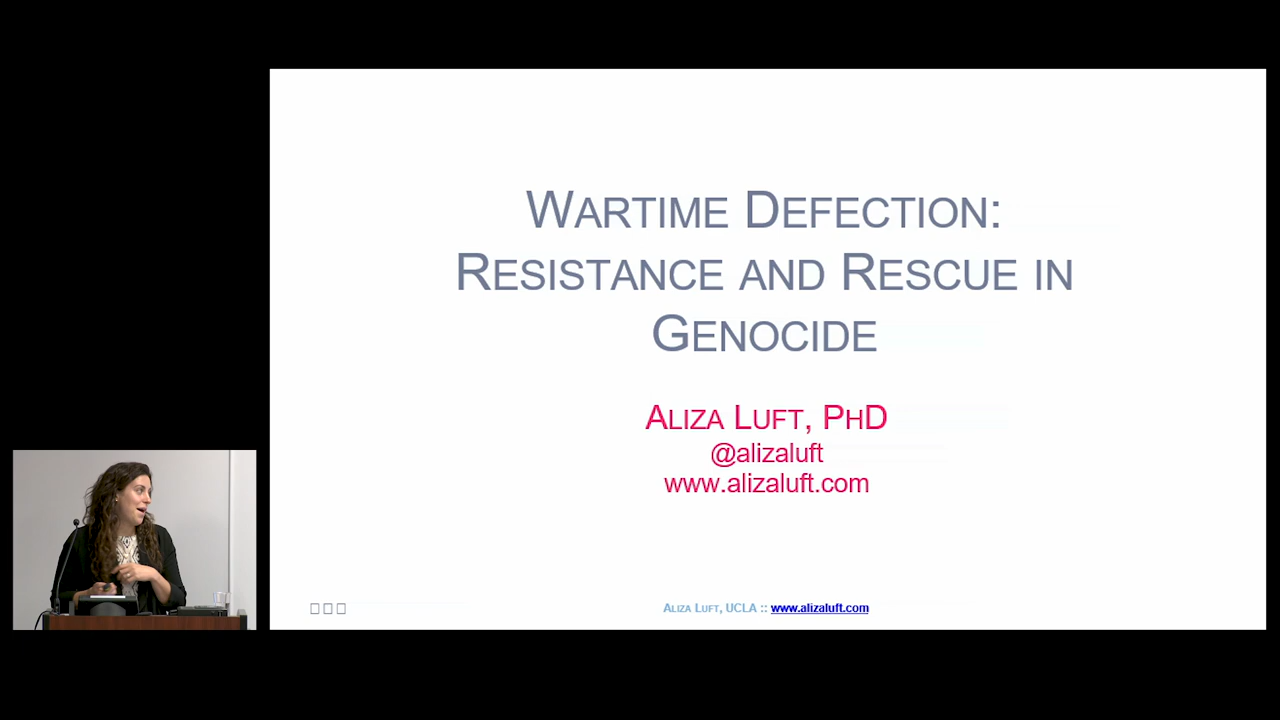 WARTIME DEFECTION:
RESISTANCE AND RESCUE IN
GENOCIDE
ALIZA LUFT, PHD
@alizaluft
www.alizaluft.com
ALIZA LUFT, UCLA :: www.alizaluft.com